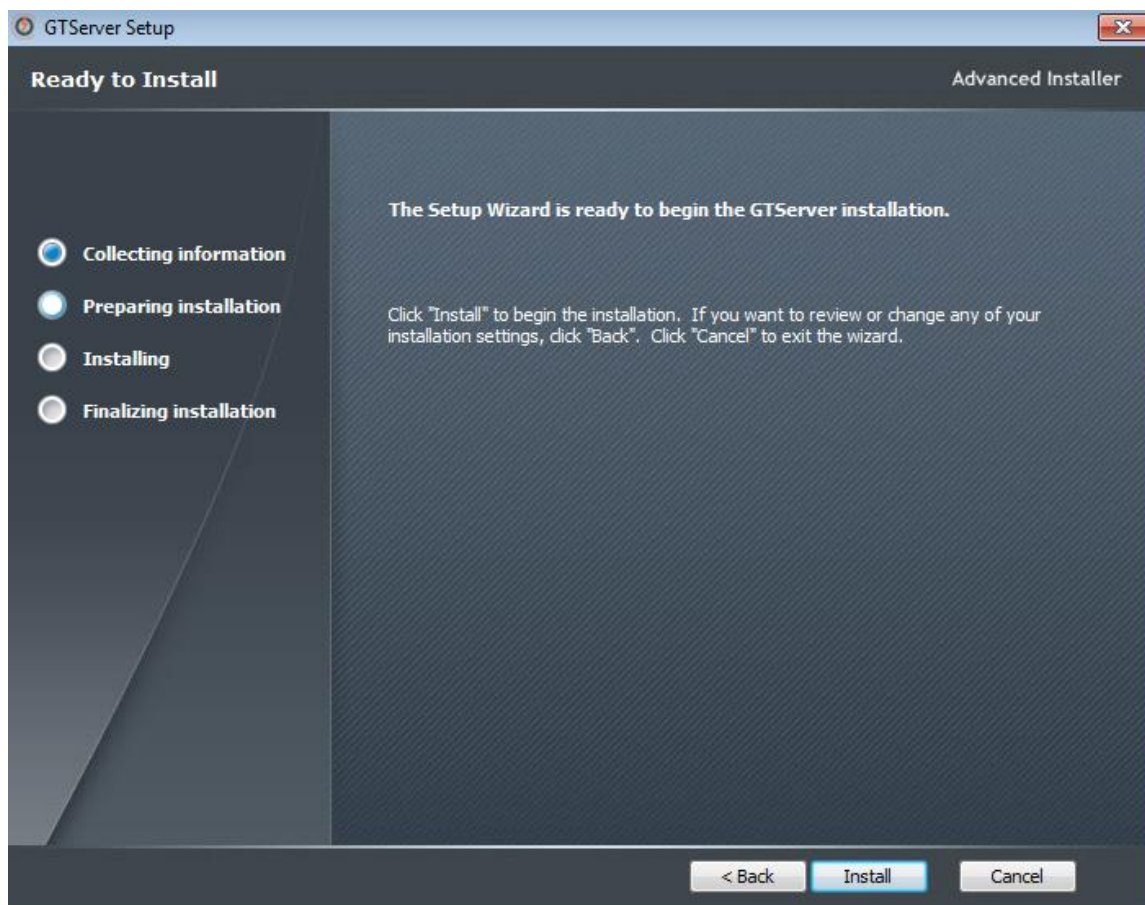 GTServer Setup
Ready to Install
Advanced Installer
Collecting information
Preparing installation
Installing
Finalizing installation
The Setup Wizard is ready to begin the GTServer installation.
Click "Install" to begin the installation. If you want to review or change any of your
installation settings, click "Back". Click "Cancel" to exit the wizard.
< Back
Install
Cancel